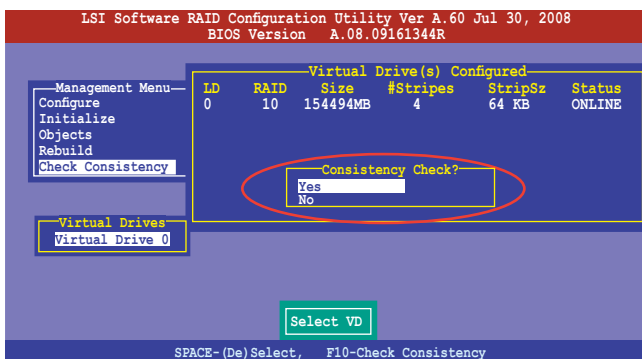 LSI Software RAID Configuration Utility Ver A.60 Jul 30, 2008
BIOS Version A.08.09161344R
Management Menu
Configure
Initialize
Objects
Rebuild
Check Consistency
Virtual Drive(s) Configured
LD RAID Size #Stripes StripSz Status
0 10 154494MB 4 64 KB ONLINE
Consistency Check?
Yes
No
Virtual Drives
Virtual Drive 0
Select VD
SPACE-(De)Select, F10-Check Consistency